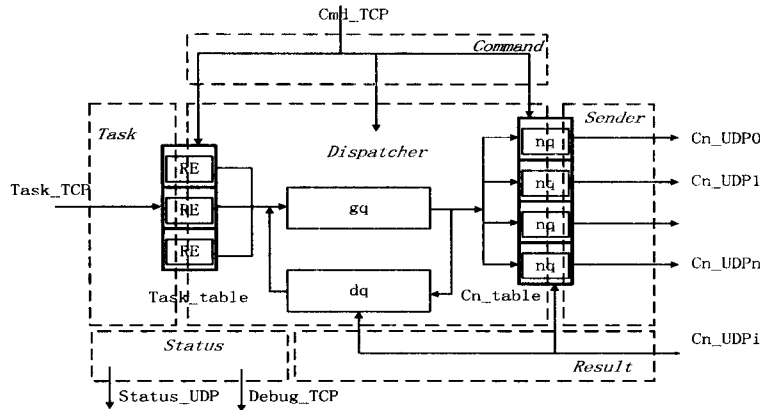 Cmd_TCP
Command
Task
Sender
Dispatcher
Task_TCP
RE
RE
RE
gq
dq
nq
nq
nq
nq
Cn_UDP0
Cn_UDP1
Cn_UDPn
Task_table
Cn_table
Cn_UDPi
Status
Result
Status_UDP
Debug_TCP